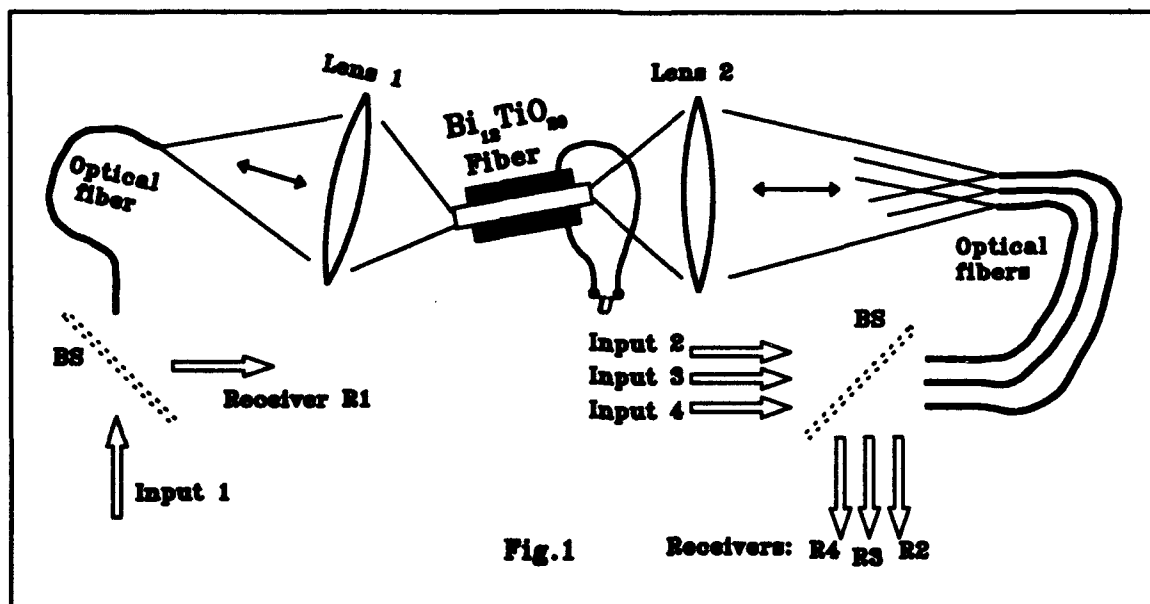 Lens 1
Lens 2
Bi₁₂TiO₂₀
Fiber
Optical
fiber
U
Optical
fibers
BS
Receiver R1
Input 1
Input 2
Input 3
Input 4
BS
Receivers: R4 R3 R2
Fig.1